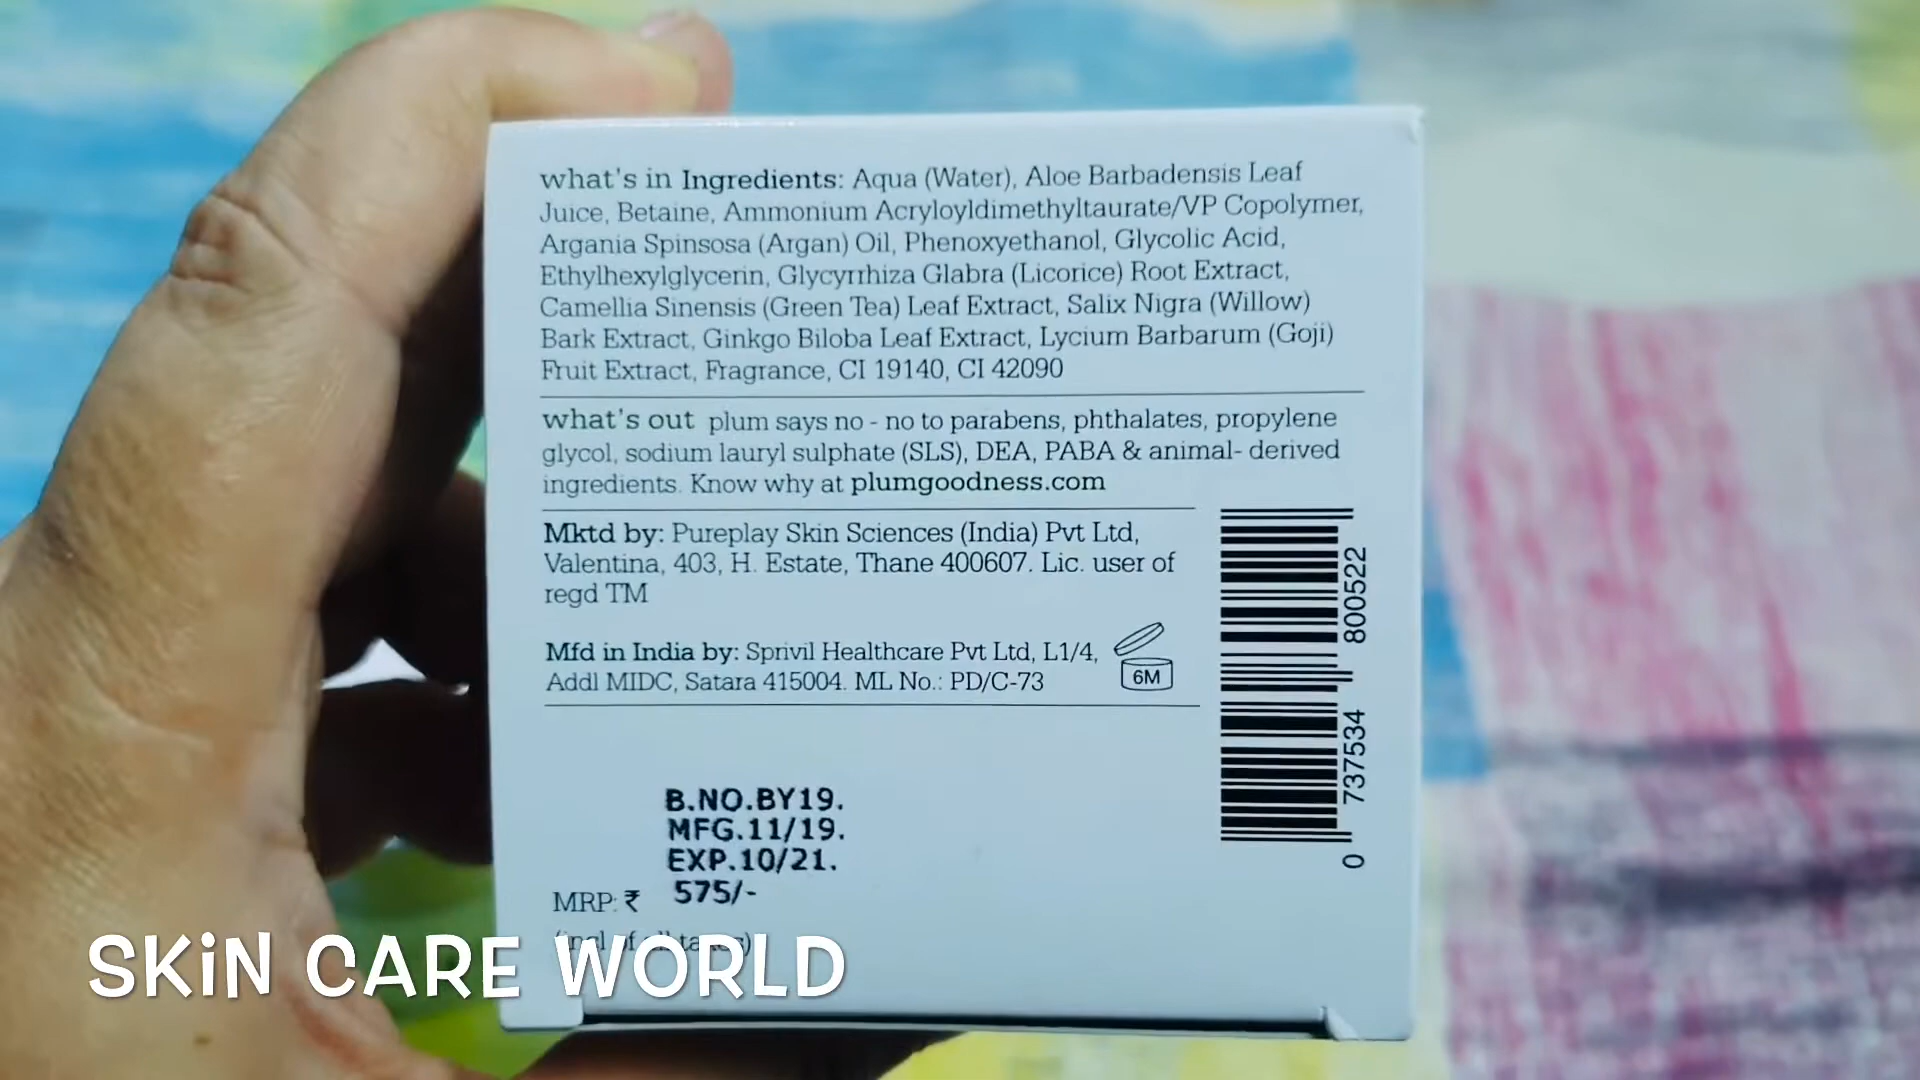 what's in Ingredients: Aqua (Water), Aloe Barbadensis Leaf
Juice, Betaine, Ammonium Acryloyldimethyltaurate/VP Copolymer,
Argania Spinsosa (Argan) Oil, Phenoxyethanol, Glycolic Acid,
Ethylhexylglycerin, Glycyrrhiza Glabra (Licorice) Root Extract,
Camellia Sinensis (Green Tea) Leaf Extract, Salix Nigra (Willow)
Bark Extract, Ginkgo Biloba Leaf Extract, Lycium Barbarum (Goji)
Fruit Extract, Fragrance, CI 19140, CI 42090
what's out plum says no - no to parabens, phthalates, propylene
glycol, sodium lauryl sulphate (SLS), DEA, PABA & animal- derived
ingredients. Know why at plumgoodness.com
Mktd by: Pureplay Skin Sciences (India) Pvt Ltd,
Valentina, 403, H. Estate, Thane 400607. Lic. user of
regd TM
Mfd in India by: Sprivil Healthcare Pvt Ltd, L1/4,
Addl MIDC, Satara 415004. ML No.: PD/C-73
6M
0 737534 800522
B.NO.BY19.
MFG.11/19.
EXP.10/21.
MRP: ₹ 575/-
SKiN CARE WORLD